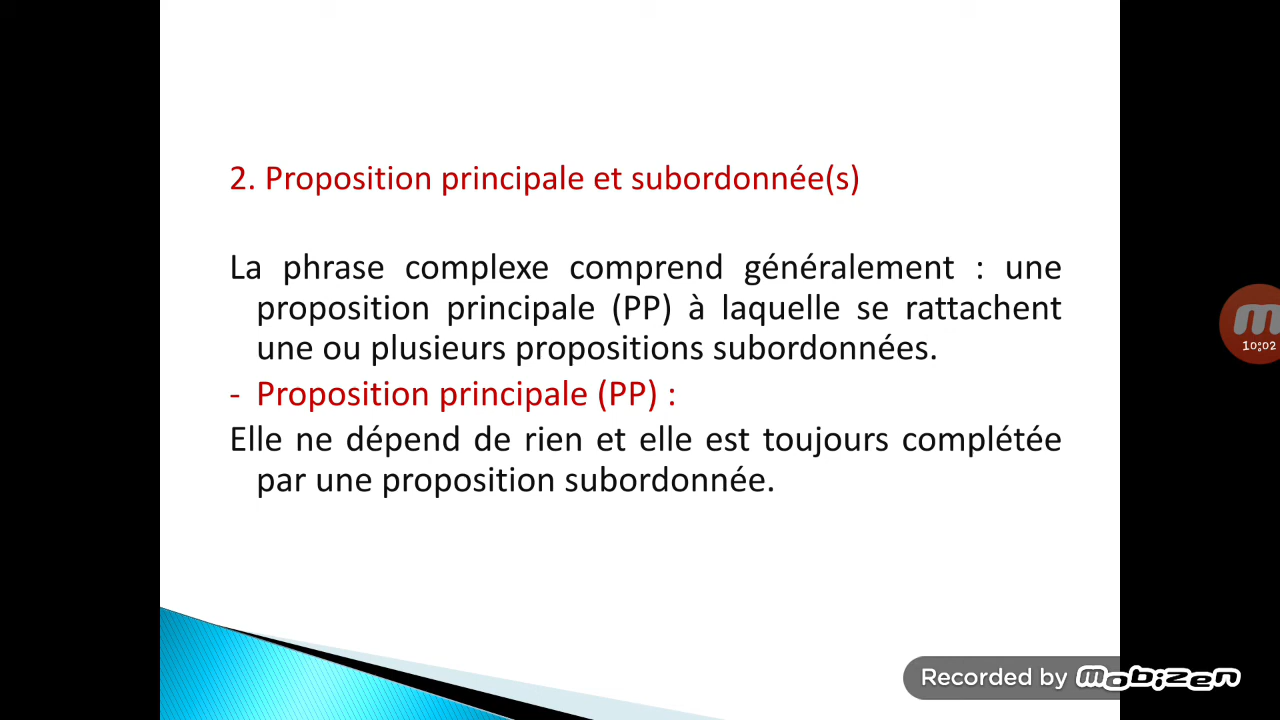 2. Proposition principale et subordonnée(s)
La phrase complexe comprend généralement : une
proposition principale (PP) à laquelle se rattachent
une ou plusieurs propositions subordonnées.
- Proposition principale (PP) :
Elle ne dépend de rien et elle est toujours complétée
par une proposition subordonnée.
10:02
Recorded by mobizen